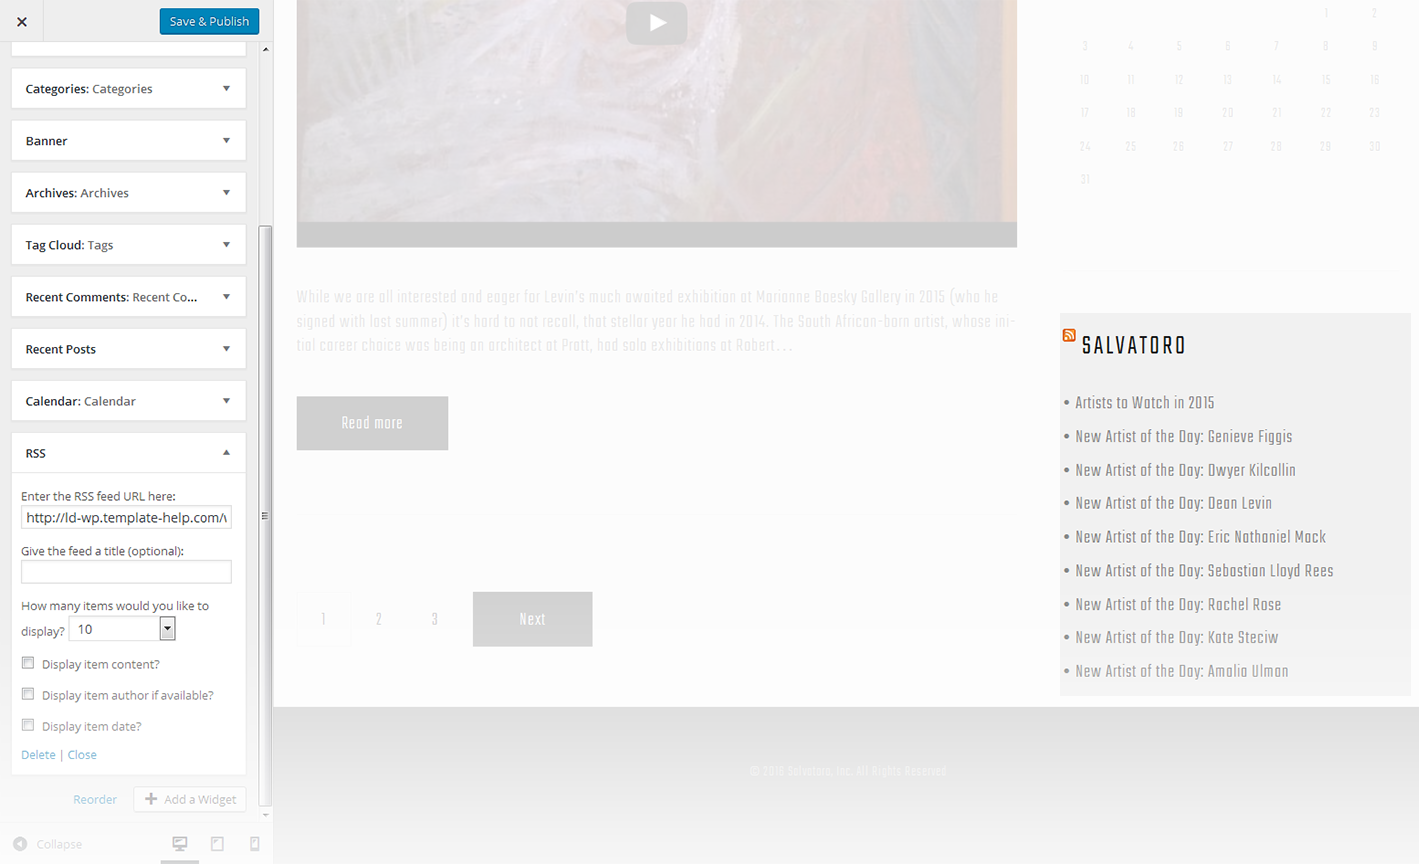 Save & Publish
Categories: Categories
Banner
Archives: Archives
Tag Cloud: Tags
Recent Comments: Recent Co...
Recent Posts
Calendar: Calendar
RSS
Enter the RSS feed URL here:
http://ld-wp.template-help.com/
Give the feed a title (optional):
How many items would you like to
display? 10
Display item content?
Display item author if available?
Display item date?
Delete | Close
Reorder
Add a Widget
Collapse
While we are all interested and eager for Levin's much awaited exhibition at Marianne Boesky Gallery in 2015 (who he
signed with last summer) it's hard to not recall, that stellar year he had in 2014. The South African-born artist, whose ini-
tial career choice was being an architect at Pratt, had solo exhibitions at Robert...
Read more
1 2 3 Next
1 2
3 4 5 6 7 8 9
10 11 12 13 14 15 16
17 18 19 20 21 22 23
24 25 26 27 28 29 30
31
SALVATORO
• Artists to Watch in 2015
• New Artist of the Day: Genieve Figgis
• New Artist of the Day: Dwyer Kilcollin
• New Artist of the Day: Dean Levin
• New Artist of the Day: Eric Nathaniel Mack
• New Artist of the Day: Sebastian Lloyd Rees
• New Artist of the Day: Rachel Rose
• New Artist of the Day: Kate Steciw
• New Artist of the Day: Amalia Ulman
© 2016 Salvatoro, Inc. All Rights Reserved